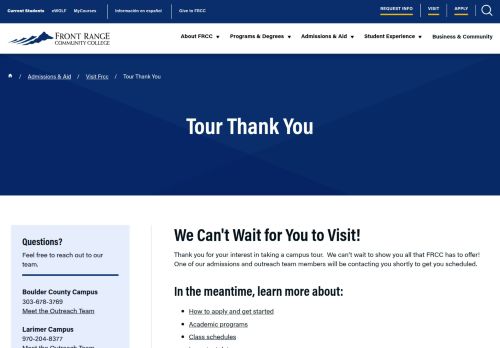 Current Students eWOLF MyCourses Información en español Give to FRCC REQUEST INFO VISIT APPLY
FRONT RANGE
COMMUNITY COLLEGE
About FRCC Programs & Degrees Admissions & Aid Student Experience Business & Community
/ Admissions & Aid / Visit Frcc / Tour Thank You
Tour Thank You
Questions?
Feel free to reach out to our
team.
Boulder County Campus
303-678-3769
Meet the Outreach Team
Larimer Campus
970-204-8377
Meet the Outreach Team
We Can't Wait for You to Visit!
Thank you for your interest in taking a campus tour. We can't wait to show you all that FRCC has to offer!
One of our admissions and outreach team members will be contacting you shortly to get you scheduled.
In the meantime, learn more about:
How to apply and get started
Academic programs
Class schedules